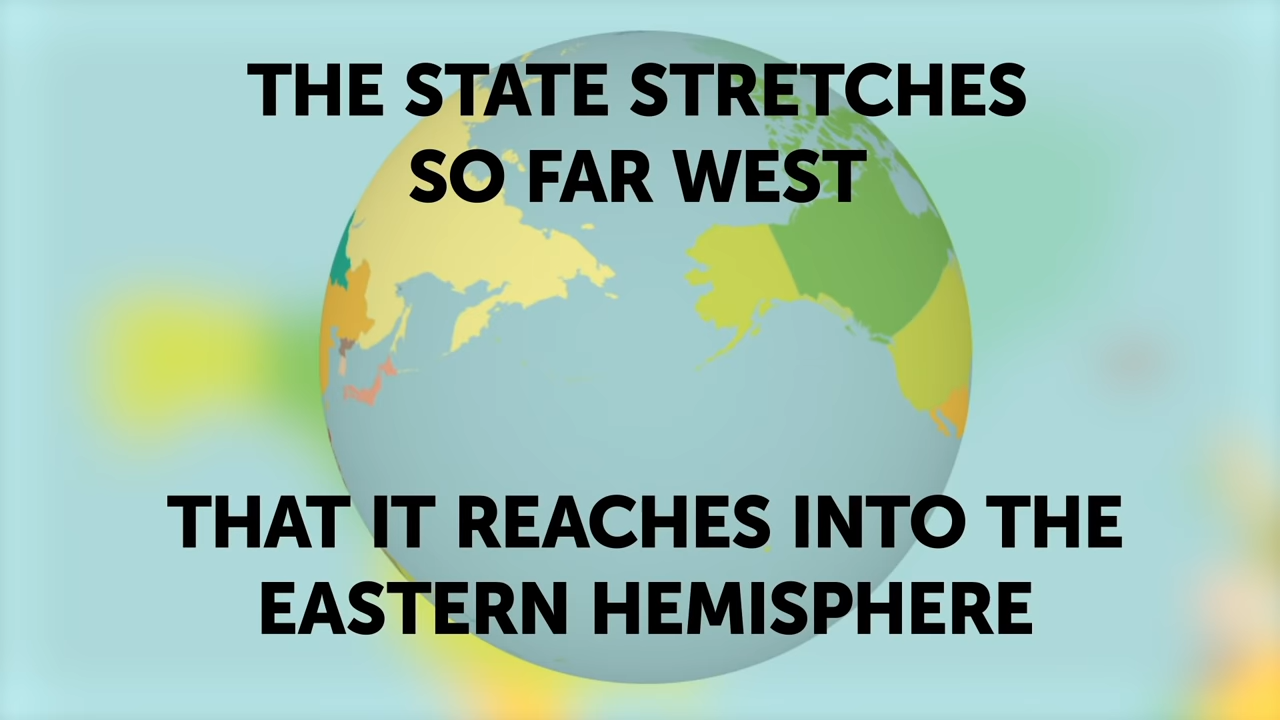 THE STATE STRETCHES
SO FAR WEST
THAT IT REACHES INTO THE
EASTERN HEMISPHERE